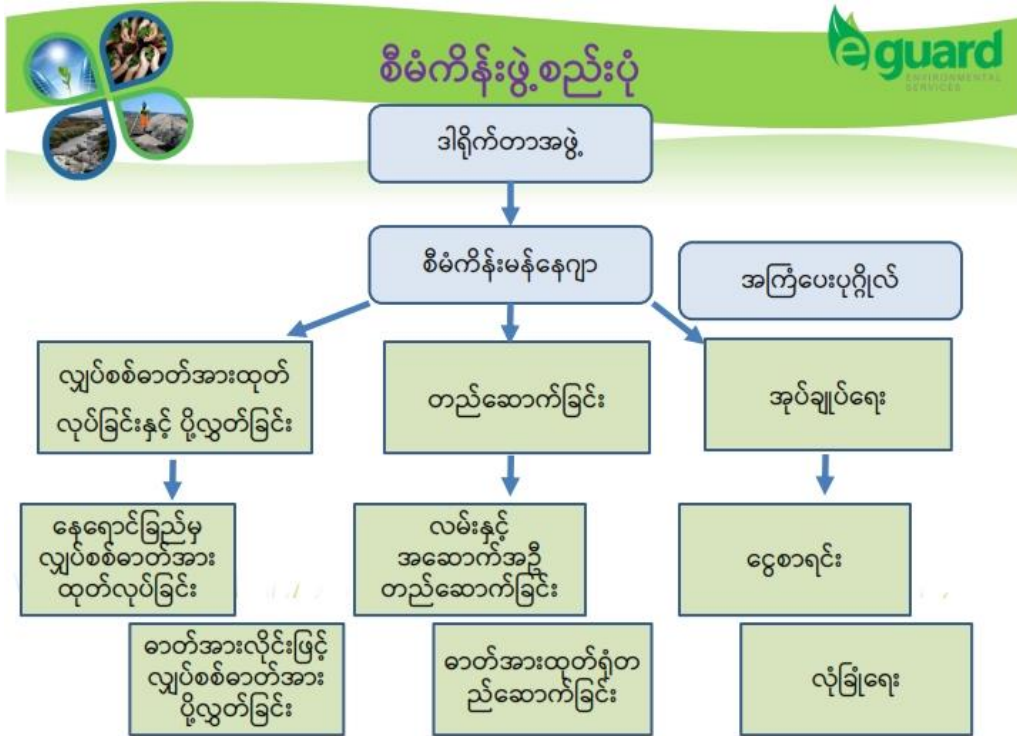 စီမံကိန်းဖွဲ့စည်းပုံ
eguard
ENVIRONMENTAL
SERVICES
ဒါရိုက်တာအဖွဲ့
စီမံကိန်းမန်နေဂျာ
အကြံပေးပုဂ္ဂိုလ်
လျှပ်စစ်ဓာတ်အားထုတ်
လုပ်ခြင်းနှင့် ပို့လွှတ်ခြင်း
တည်ဆောက်ခြင်း
အုပ်ချုပ်ရေး
နေရောင်ခြည်မှ
လျှပ်စစ်ဓာတ်အား
ထုတ်လုပ်ခြင်း
လမ်းနှင့်
အဆောက်အဦ
တည်ဆောက်ခြင်း
ငွေစာရင်း
ဓာတ်အားလိုင်းဖြင့်
လျှပ်စစ်ဓာတ်အား
ပို့လွှတ်ခြင်း
ဓာတ်အားထုတ်ရုံတ
ည်ဆောက်ခြင်း
လုံခြုံရေး